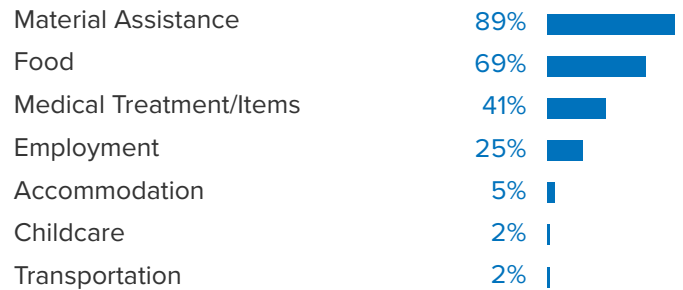 Material Assistance 89%
Food 69%
Medical Treatment/Items 41%
Employment 25%
Accommodation 5%
Childcare 2%
Transportation 2%